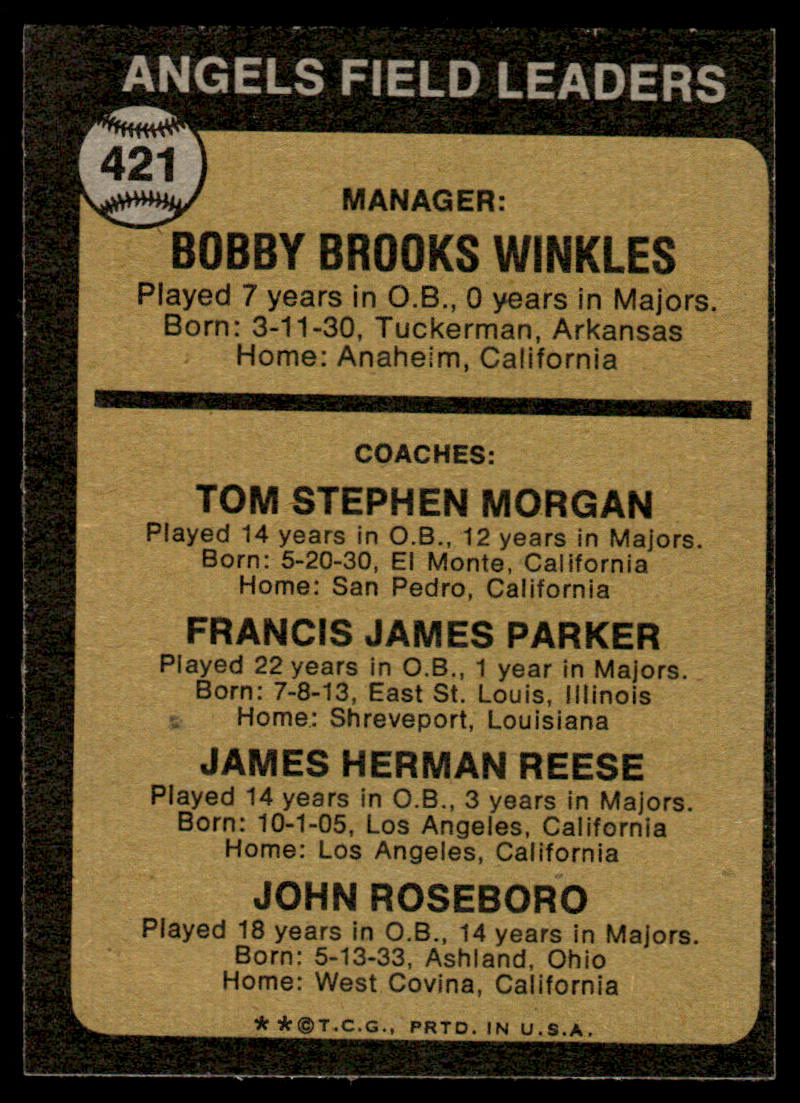 ANGELS FIELD LEADERS
421
MANAGER:
BOBBY BROOKS WINKLES
Played 7 years in O.B., 0 years in Majors.
Born: 3-11-30, Tuckerman, Arkansas
Home: Anaheim, California
COACHES:
TOM STEPHEN MORGAN
Played 14 years in O.B., 12 years in Majors.
Born: 5-20-30, El Monte, California
Home: San Pedro, California
FRANCIS JAMES PARKER
Played 22 years in O.B., 1 year in Majors.
Born: 7-8-13, East St. Louis, Illinois
Home: Shreveport, Louisiana
JAMES HERMAN REESE
Played 14 years in O.B., 3 years in Majors.
Born: 10-1-05, Los Angeles, California
Home: Los Angeles, California
JOHN ROSEBORO
Played 18 years in O.B., 14 years in Majors.
Born: 5-13-33, Ashland, Ohio
Home: West Covina, California
* *©T.C.G., PRTD. IN U.S.A.